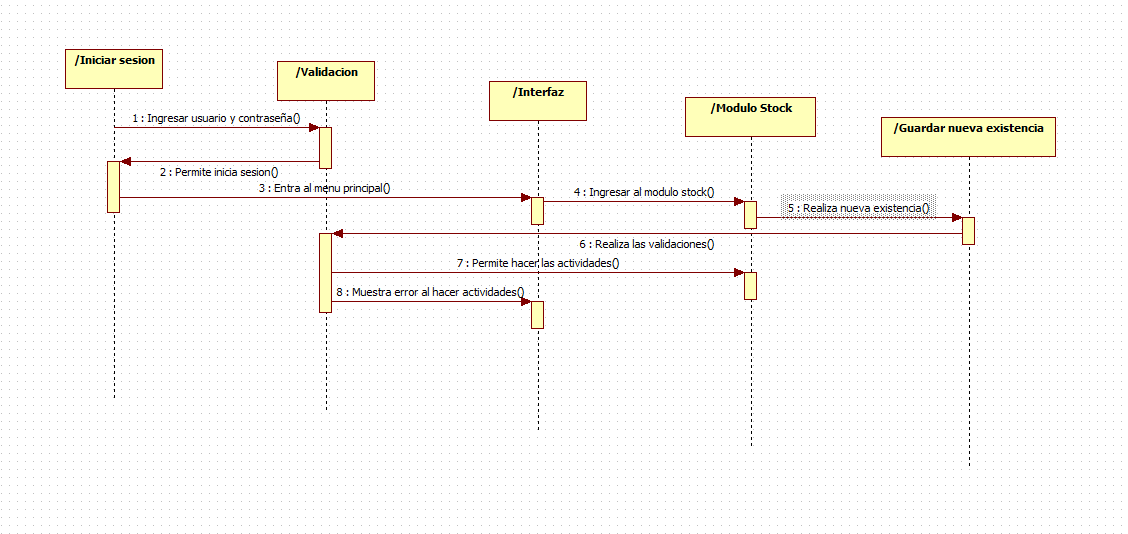 /Iniciar sesion
/Validacion
/Interfaz
/Modulo Stock
/Guardar nueva existencia
1 : Ingresar usuario y contraseña()
2 : Permite inicia sesion()
3 : Entra al menu principal()
4 : Ingresar al modulo stock()
5 : Realiza nueva existencia()
6 : Realiza las validaciones()
7 : Permite hacer las actividades()
8 : Muestra error al hacer actividades()